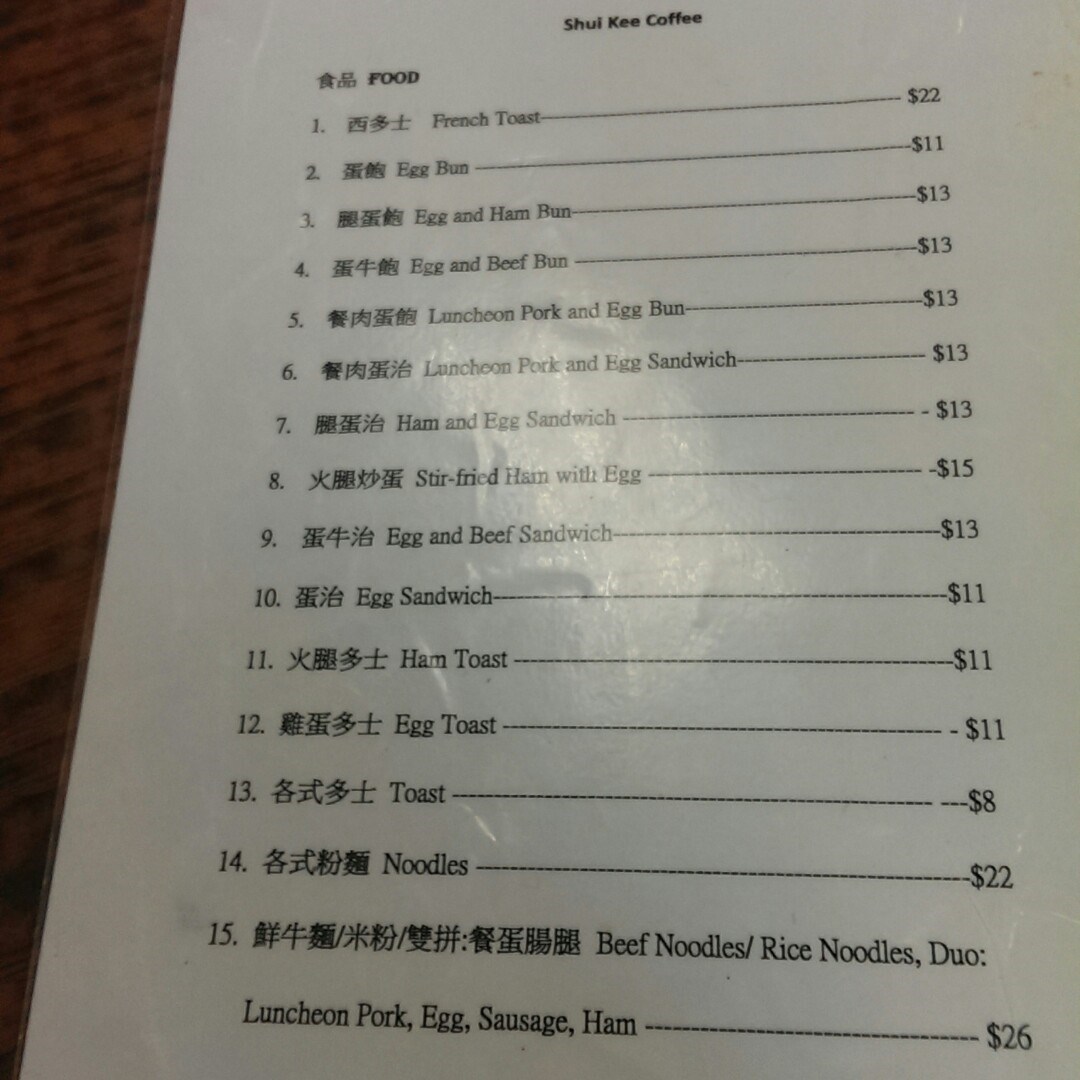 Shui Kee Coffee
食品 FOOD
1. 西多士 French Toast $22
2. 蛋飽 Egg Bun $11
3. 腿蛋飽 Egg and Ham Bun $13
4. 蛋牛飽 Egg and Beef Bun $13
5. 餐肉蛋飽 Luncheon Pork and Egg Bun $13
6. 餐肉蛋治 Luncheon Pork and Egg Sandwich $13
7. 腿蛋治 Ham and Egg Sandwich - $13
8. 火腿炒蛋 Stir-fried Ham with Egg -$15
9. 蛋牛治 Egg and Beef Sandwich $13
10. 蛋治 Egg Sandwich $11
11. 火腿多士 Ham Toast $11
12. 雞蛋多士 Egg Toast - $11
13. 各式多士 Toast ---$8
14. 各式粉麵 Noodles $22
15. 鮮牛麵/米粉/雙拼:餐蛋腸腿 Beef Noodles/ Rice Noodles, Duo:
Luncheon Pork, Egg, Sausage, Ham $26